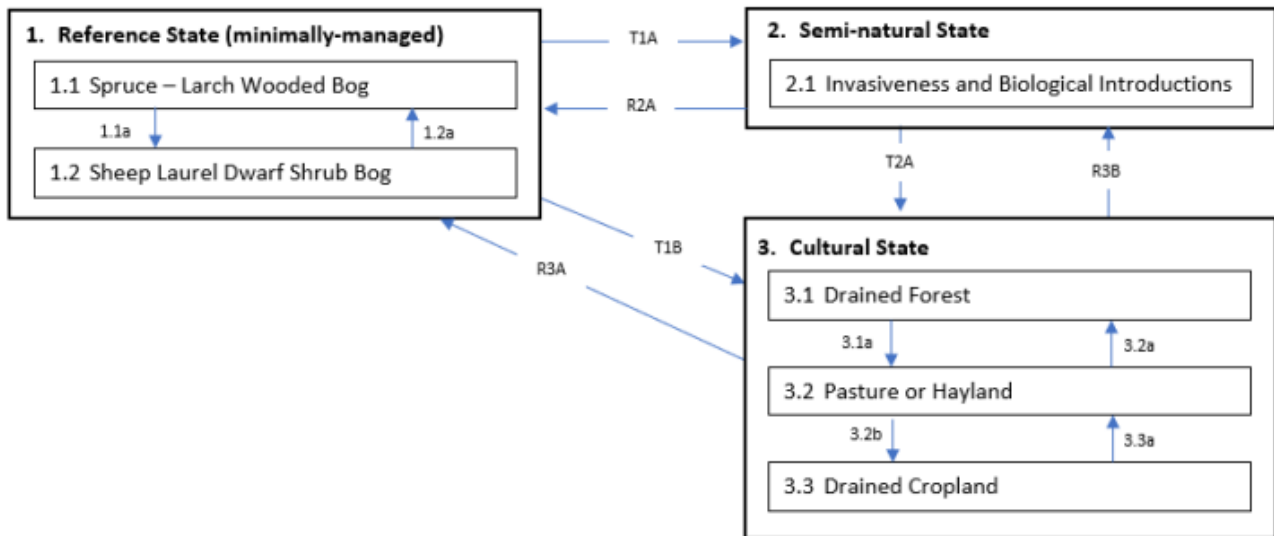 1. Reference State (minimally-managed)
1.1 Spruce – Larch Wooded Bog
1.1a
1.2a
1.2 Sheep Laurel Dwarf Shrub Bog
T1A
R2A
2. Semi-natural State
2.1 Invasiveness and Biological Introductions
T2A
R3B
T1B
R3A
3. Cultural State
3.1 Drained Forest
3.1a
3.2a
3.2 Pasture or Hayland
3.2b
3.3a
3.3 Drained Cropland